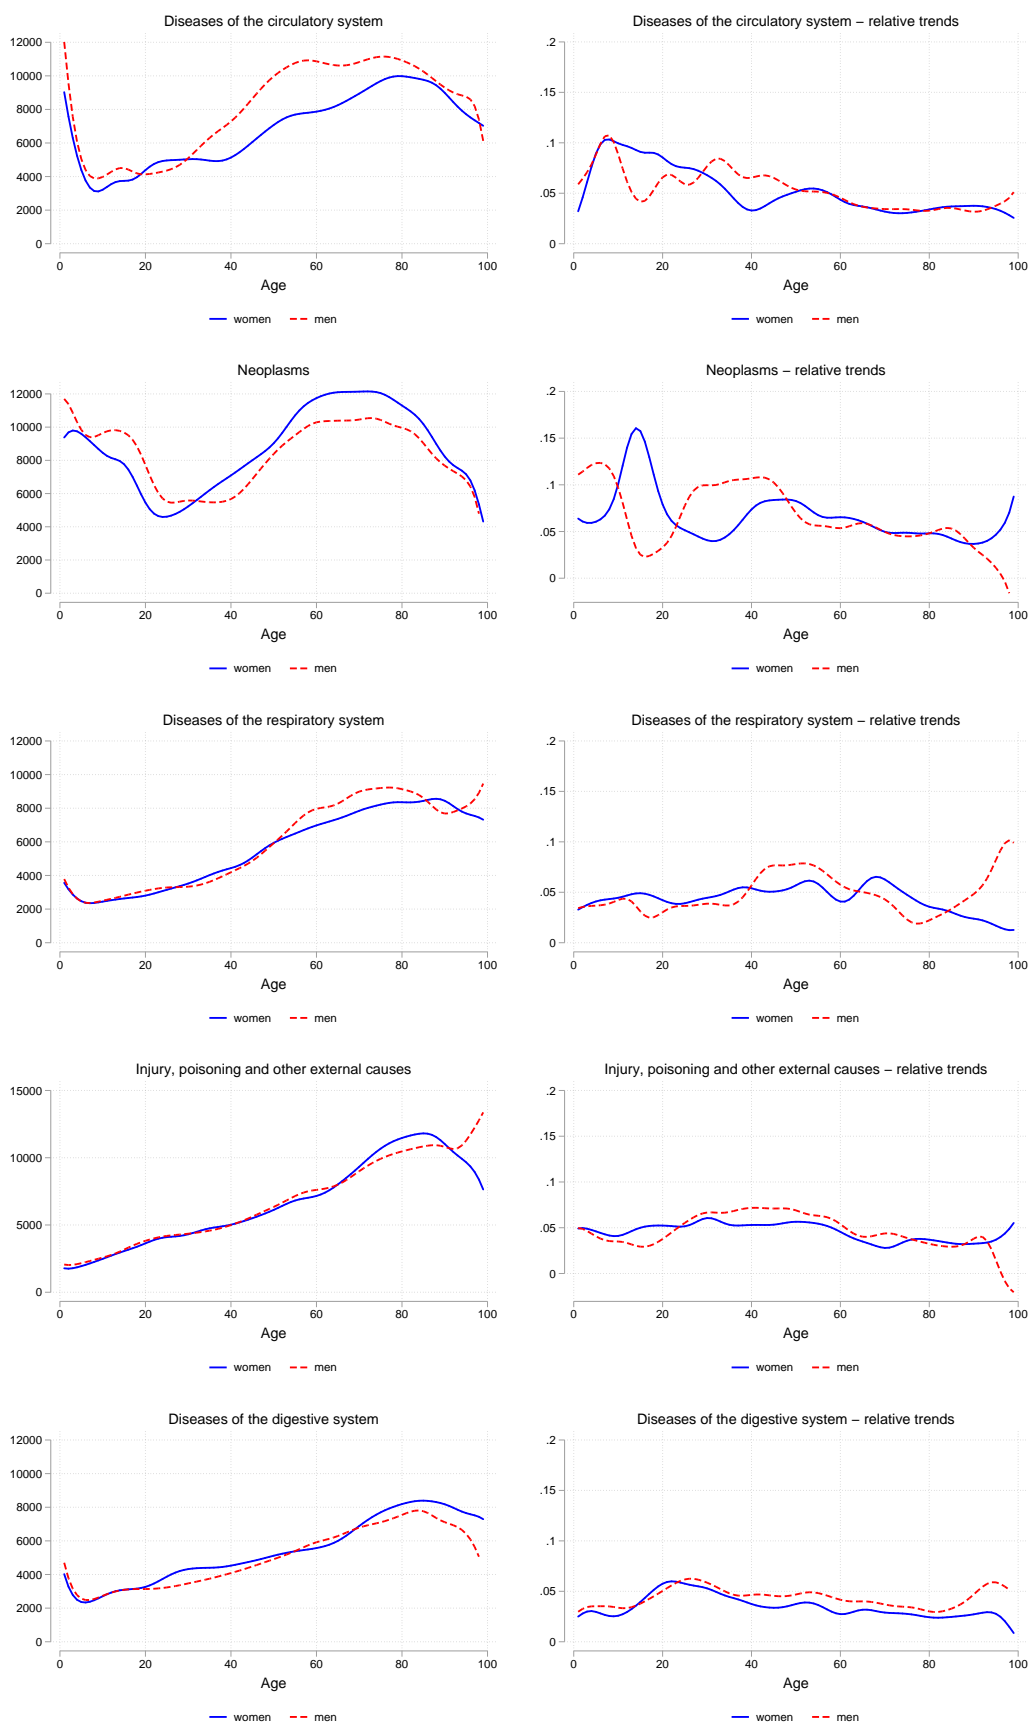 Diseases of the circulatory system
12000
10000
8000
6000
4000
2000
0
0 20 40 60 80 100
Age
women men
Diseases of the circulatory system – relative trends
.2
.15
.1
.05
0
0 20 40 60 80 100
Age
women men
Neoplasms
12000
10000
8000
6000
4000
2000
0
0 20 40 60 80 100
Age
women men
Neoplasms – relative trends
.2
.15
.1
.05
0
0 20 40 60 80 100
Age
women men
Diseases of the respiratory system
12000
10000
8000
6000
4000
2000
0
0 20 40 60 80 100
Age
women men
Diseases of the respiratory system – relative trends
.2
.15
.1
.05
0
0 20 40 60 80 100
Age
women men
Injury, poisoning and other external causes
15000
10000
5000
0
0 20 40 60 80 100
Age
women men
Injury, poisoning and other external causes – relative trends
.2
.15
.1
.05
0
0 20 40 60 80 100
Age
women men
Diseases of the digestive system
12000
10000
8000
6000
4000
2000
0
0 20 40 60 80 100
Age
women men
Diseases of the digestive system – relative trends
.2
.15
.1
.05
0
0 20 40 60 80 100
Age
women men